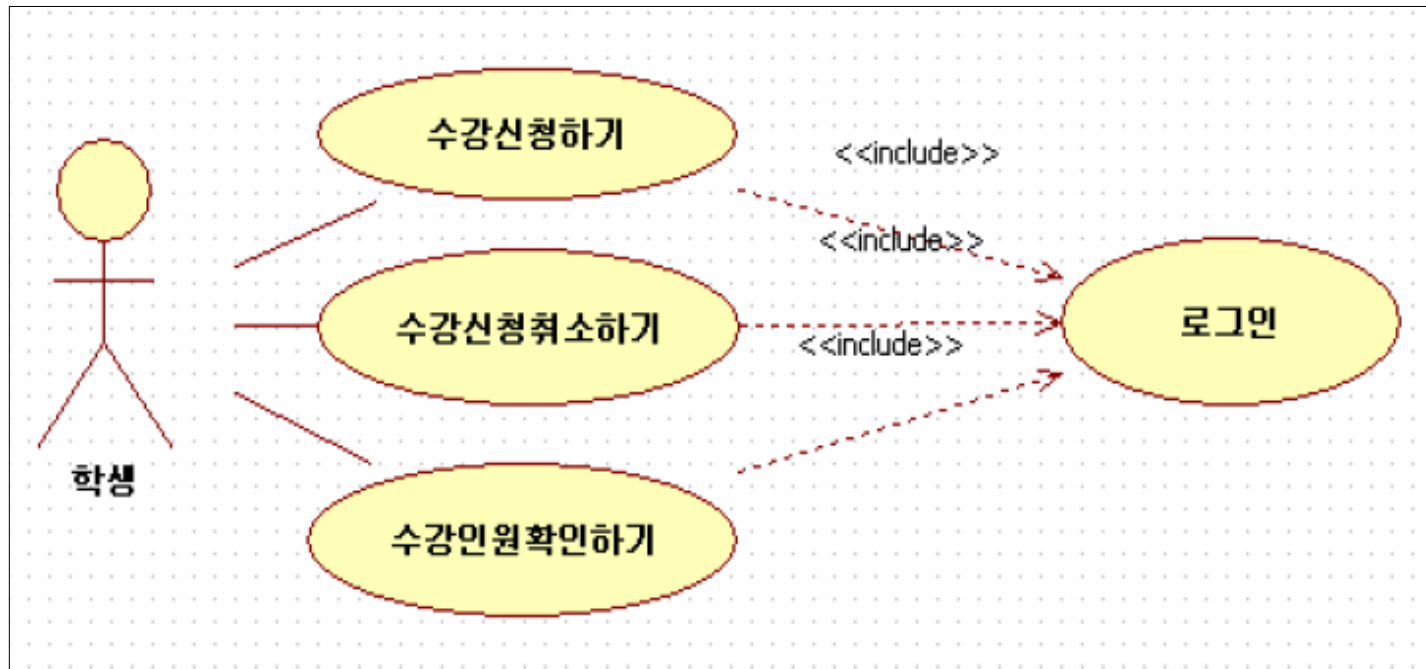 수강신청하기
<<include>>
<<include>>
수강신청취소하기
<<include>>
로그인
학생
수강인원확인하기